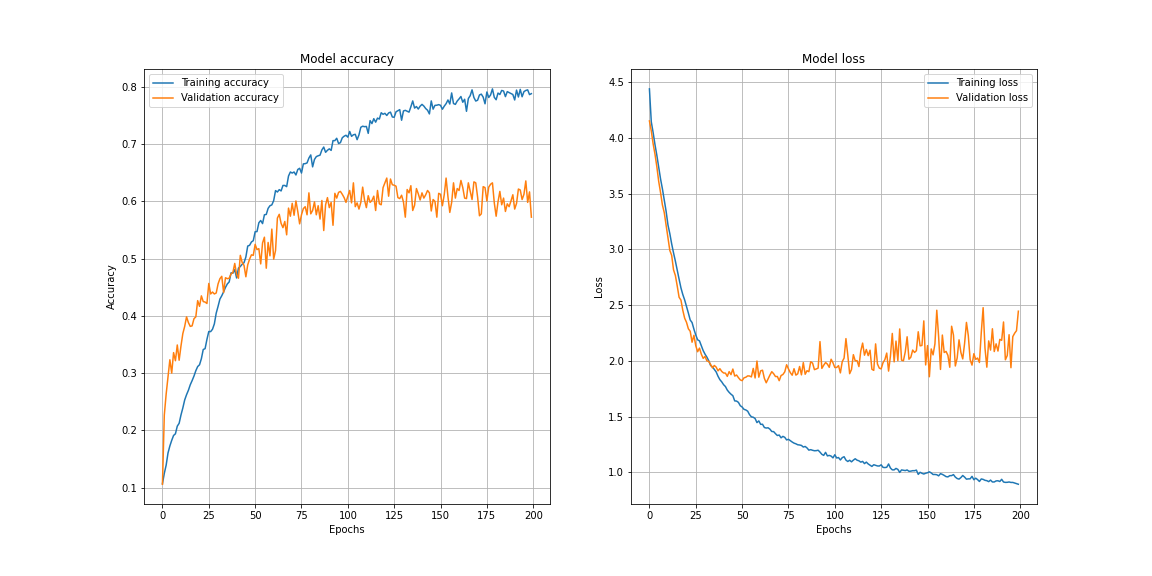 Model accuracy
Training accuracy
Validation accuracy
0.8
0.7
0.6
0.5
0.4
0.3
0.2
0.1
Accuracy
0 25 50 75 100 125 150 175 200
Epochs
Model loss
Training loss
Validation loss
4.5
4.0
3.5
3.0
2.5
2.0
1.5
1.0
Loss
0 25 50 75 100 125 150 175 200
Epochs